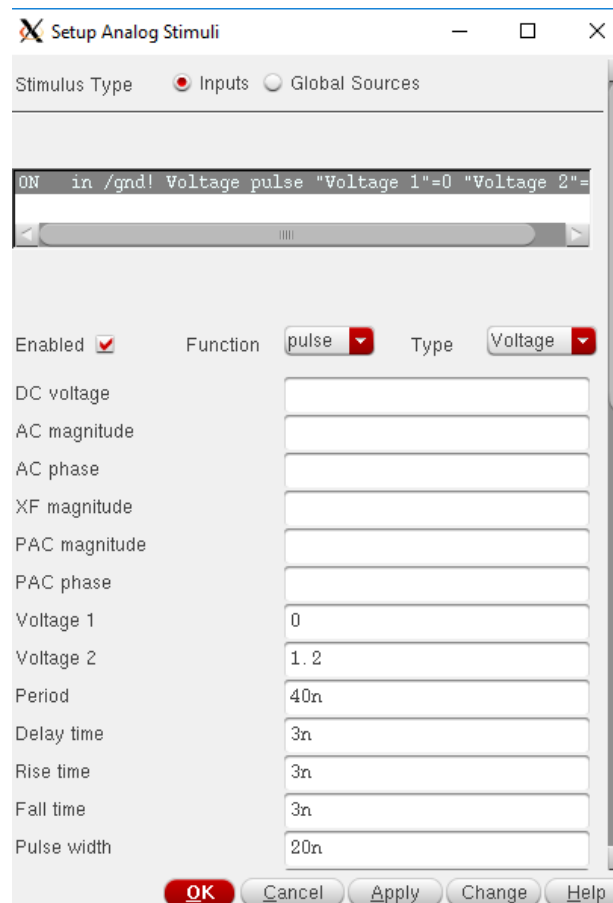 Setup Analog Stimuli
Stimulus Type Inputs Global Sources
ON in /gnd! Voltage pulse "Voltage 1"=0 "Voltage 2"=
Enabled Function pulse Type Voltage
DC voltage
AC magnitude
AC phase
XF magnitude
PAC magnitude
PAC phase
Voltage 1 0
Voltage 2 1.2
Period 40n
Delay time 3n
Rise time 3n
Fall time 3n
Pulse width 20n
OK Cancel Apply Change Help